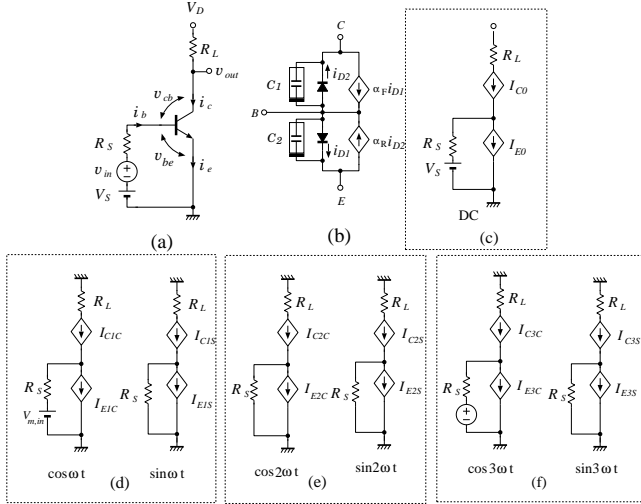 V_D
R_L
v_out
v_cb
i_c
i_b
R_S
v_be
v_in
i_e
V_S
(a)
C
C1
i_D2
α_F i_D1
B
C2
i_D1
α_R i_D2
E
(b)
R_L
I_C0
R_S
V_S
I_E0
DC
(c)
R_L
I_C1C
R_S
I_E1C
V_m,in
cosωt
R_L
I_C1S
R_S
I_E1S
sinωt
(d)
R_L
I_C2C
R_S
I_E2C
cos2ωt
R_L
I_C2S
R_S
I_E2S
sin2ωt
(e)
R_L
I_C3C
R_S
I_E3C
cos3ωt
R_L
I_C3S
R_S
I_E3S
sin3ωt
(f)